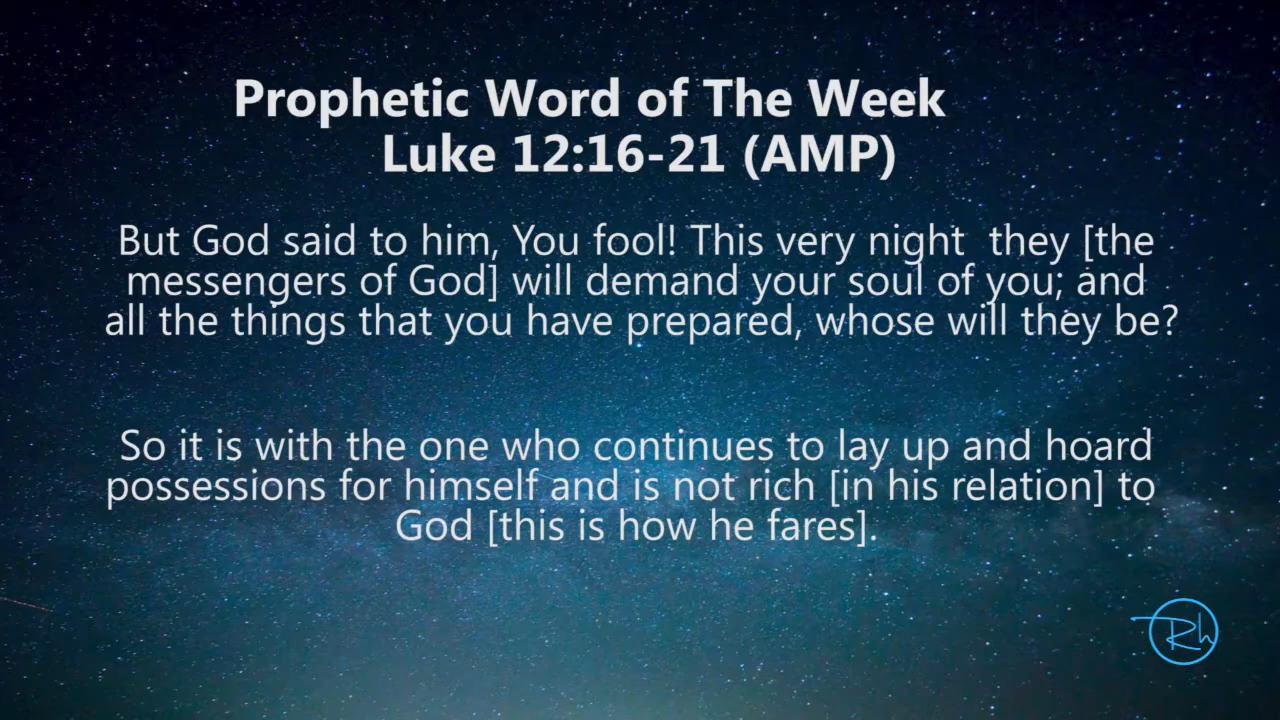 Prophetic Word of The Week
Luke 12:16-21 (AMP)
But God said to him, You fool! This very night they [the
messengers of God] will demand your soul of you; and
all the things that you have prepared, whose will they be?
So it is with the one who continues to lay up and hoard
possessions for himself and is not rich [in his relation] to
God [this is how he fares].
Rh